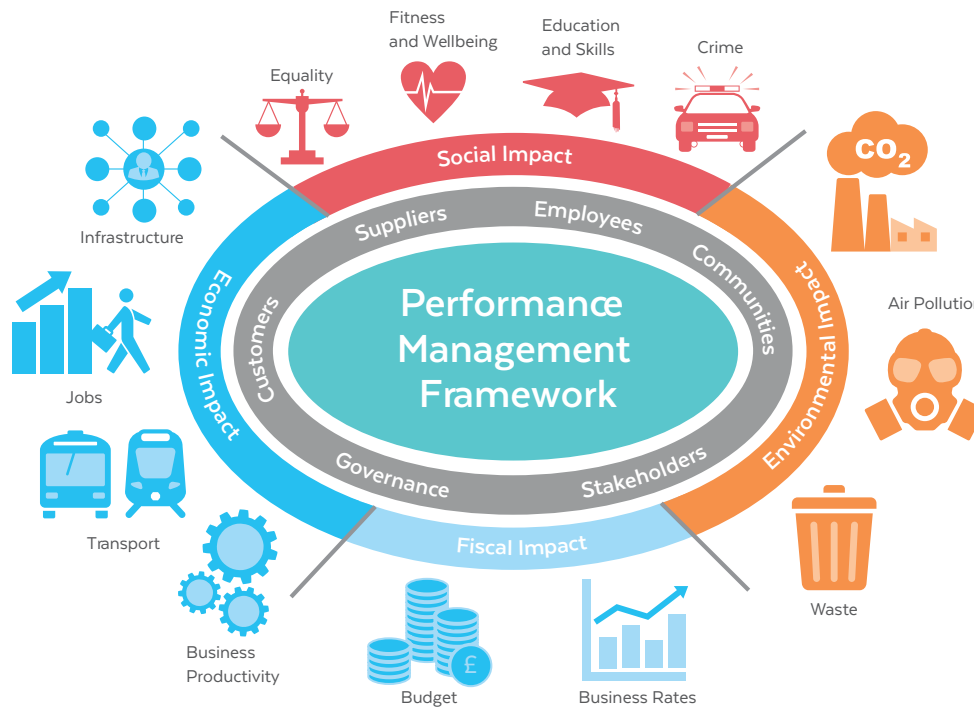 Fitness
and Wellbeing
Education
and Skills
Crime
Equality
CO2
Social Impact
Suppliers
Employees
Infrastructure
Communities
Economic Impact
Environmental Impact
Air Pollution
Performance
Management
Framework
Customers
Jobs
Governance
Stakeholders
Transport
Fiscal Impact
Waste
Business
Productivity
£
Budget
Business Rates